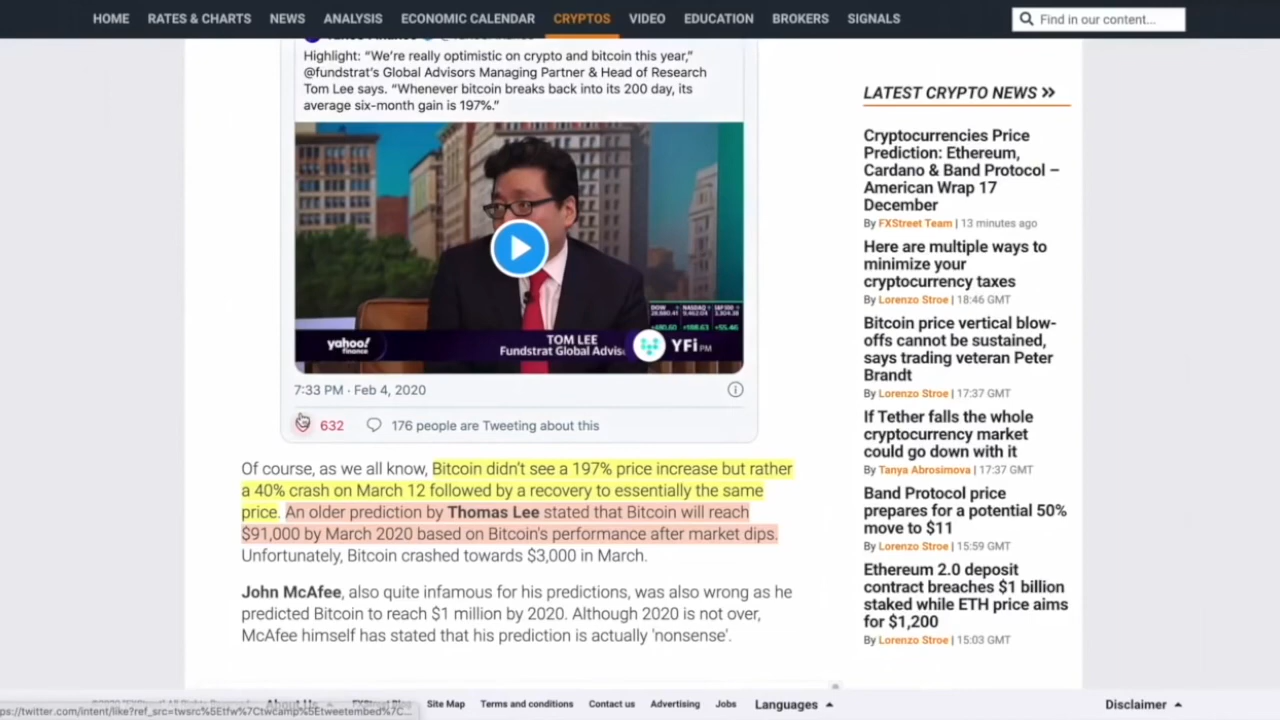 HOME RATES & CHARTS NEWS ANALYSIS ECONOMIC CALENDAR CRYPTOS VIDEO EDUCATION BROKERS SIGNALS
Find in our content...
Highlight: “We’re really optimistic on crypto and bitcoin this year,”
@fundstrat’s Global Advisors Managing Partner & Head of Research
Tom Lee says. “Whenever bitcoin breaks back into its 200 day, its
average six-month gain is 197%.”
yahoo!
finance
TOM LEE
Fundstrat Global Advis
YFi PM
7:33 PM · Feb 4, 2020
632 176 people are Tweeting about this
Of course, as we all know, Bitcoin didn't see a 197% price increase but rather
a 40% crash on March 12 followed by a recovery to essentially the same
price. An older prediction by Thomas Lee stated that Bitcoin will reach
$91,000 by March 2020 based on Bitcoin's performance after market dips.
Unfortunately, Bitcoin crashed towards $3,000 in March.
John McAfee, also quite infamous for his predictions, was also wrong as he
predicted Bitcoin to reach $1 million by 2020. Although 2020 is not over,
McAfee himself has stated that his prediction is actually 'nonsense'.
LATEST CRYPTO NEWS
Cryptocurrencies Price
Prediction: Ethereum,
Cardano & Band Protocol –
American Wrap 17
December
By FXStreet Team | 13 minutes ago
Here are multiple ways to
minimize your
cryptocurrency taxes
By Lorenzo Stroe | 18:46 GMT
Bitcoin price vertical blow-
offs cannot be sustained,
says trading veteran Peter
Brandt
By Lorenzo Stroe | 17:37 GMT
If Tether falls the whole
cryptocurrency market
could go down with it
By Tanya Abrosimova | 17:37 GMT
Band Protocol price
prepares for a potential 50%
move to $11
By Lorenzo Stroe | 15:59 GMT
Ethereum 2.0 deposit
contract breaches $1 billion
staked while ETH price aims
for $1,200
By Lorenzo Stroe | 15:03 GMT
About Us Site Map Terms and conditions Contact us Advertising Jobs Languages Disclaimer
ps://twitter.com/intent/like?ref_src=twsrc%5Etfw%7Ctwcamp%5Etweetembed%7C...